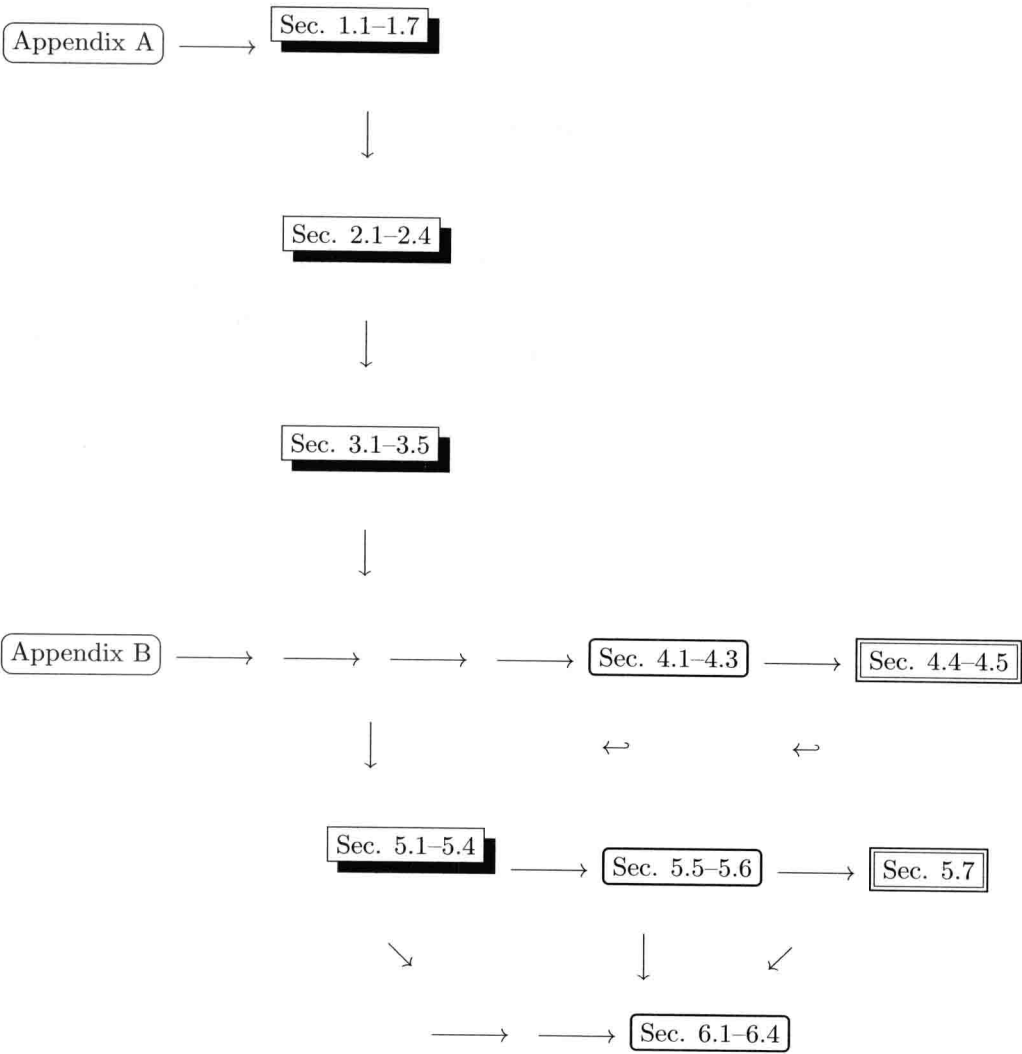 Appendix A
Sec. 1.1–1.7
Sec. 2.1–2.4
Sec. 3.1–3.5
Appendix B
Sec. 4.1–4.3
Sec. 4.4–4.5
Sec. 5.1–5.4
Sec. 5.5–5.6
Sec. 5.7
Sec. 6.1–6.4